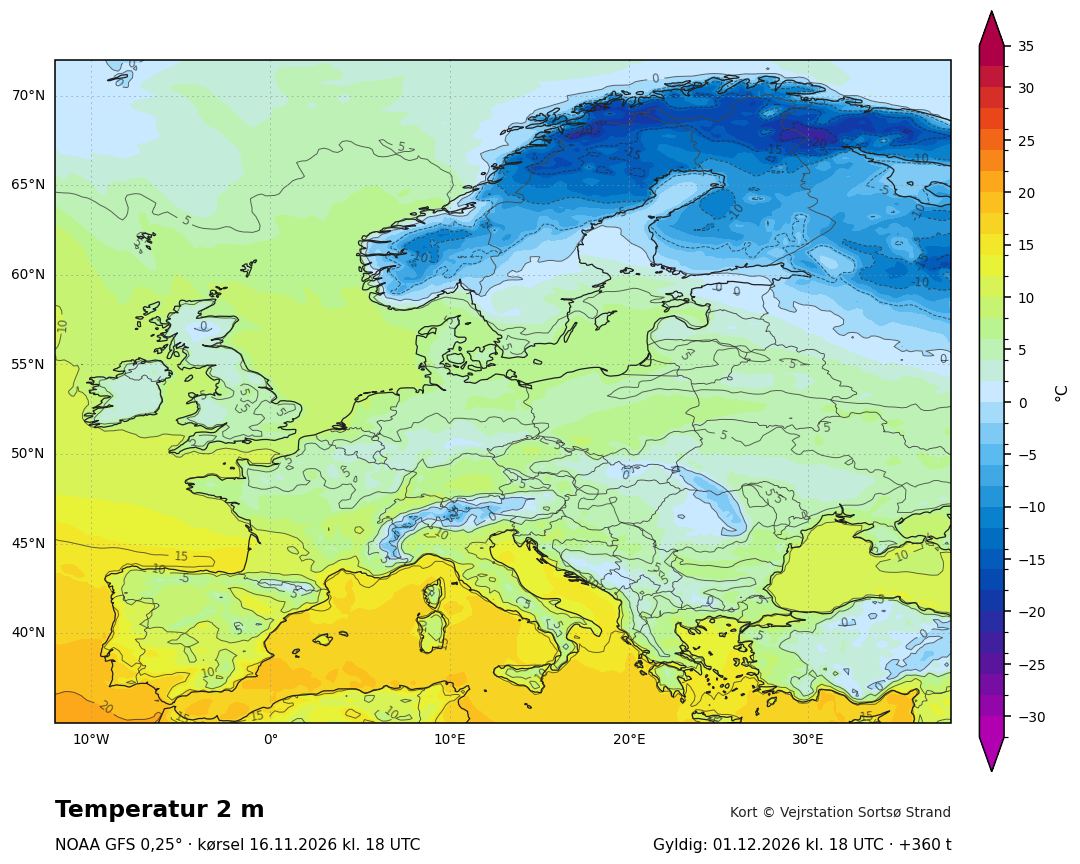 70°N
65°N
60°N
55°N
50°N
45°N
40°N
10°W
0°
10°E
20°E
30°E
35
30
25
20
15
10
5
0
−5
−10
−15
−20
−25
−30
°C
Temperatur 2 m
Kort © Vejrstation Sortsø Strand
NOAA GFS 0,25° · kørsel 16.11.2026 kl. 18 UTC
Gyldig: 01.12.2026 kl. 18 UTC · +360 t